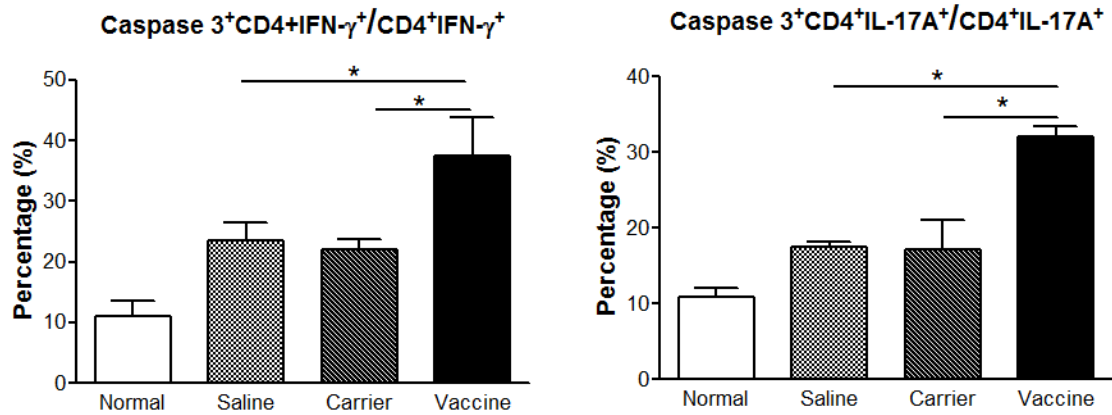 Caspase 3⁺CD4+IFN-γ⁺/CD4⁺IFN-γ⁺
Percentage (%)
50
40
30
20
10
0
*
*
Normal Saline Carrier Vaccine
Caspase 3⁺CD4⁺IL-17A⁺/CD4⁺IL-17A⁺
Percentage (%)
40
30
20
10
0
*
*
Normal Saline Carrier Vaccine